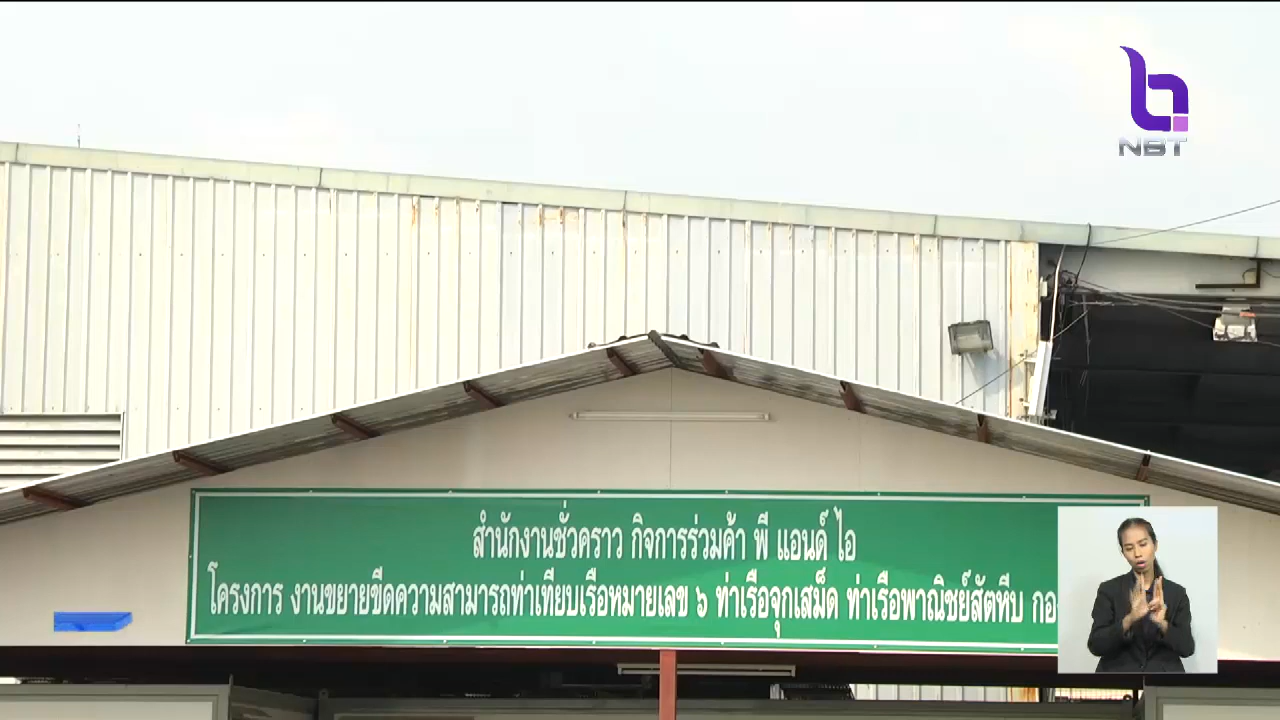 NBT
สำนักงานชั่วคราว กิจการร่วมค้า พี แอนด์ ไอ
โครงการ งานขยายขีดความสามารถท่าเทียบเรือหมายเลข ๖ ท่าเรือจุกเสม็ด ท่าเรือพาณิชย์สัตหีบ